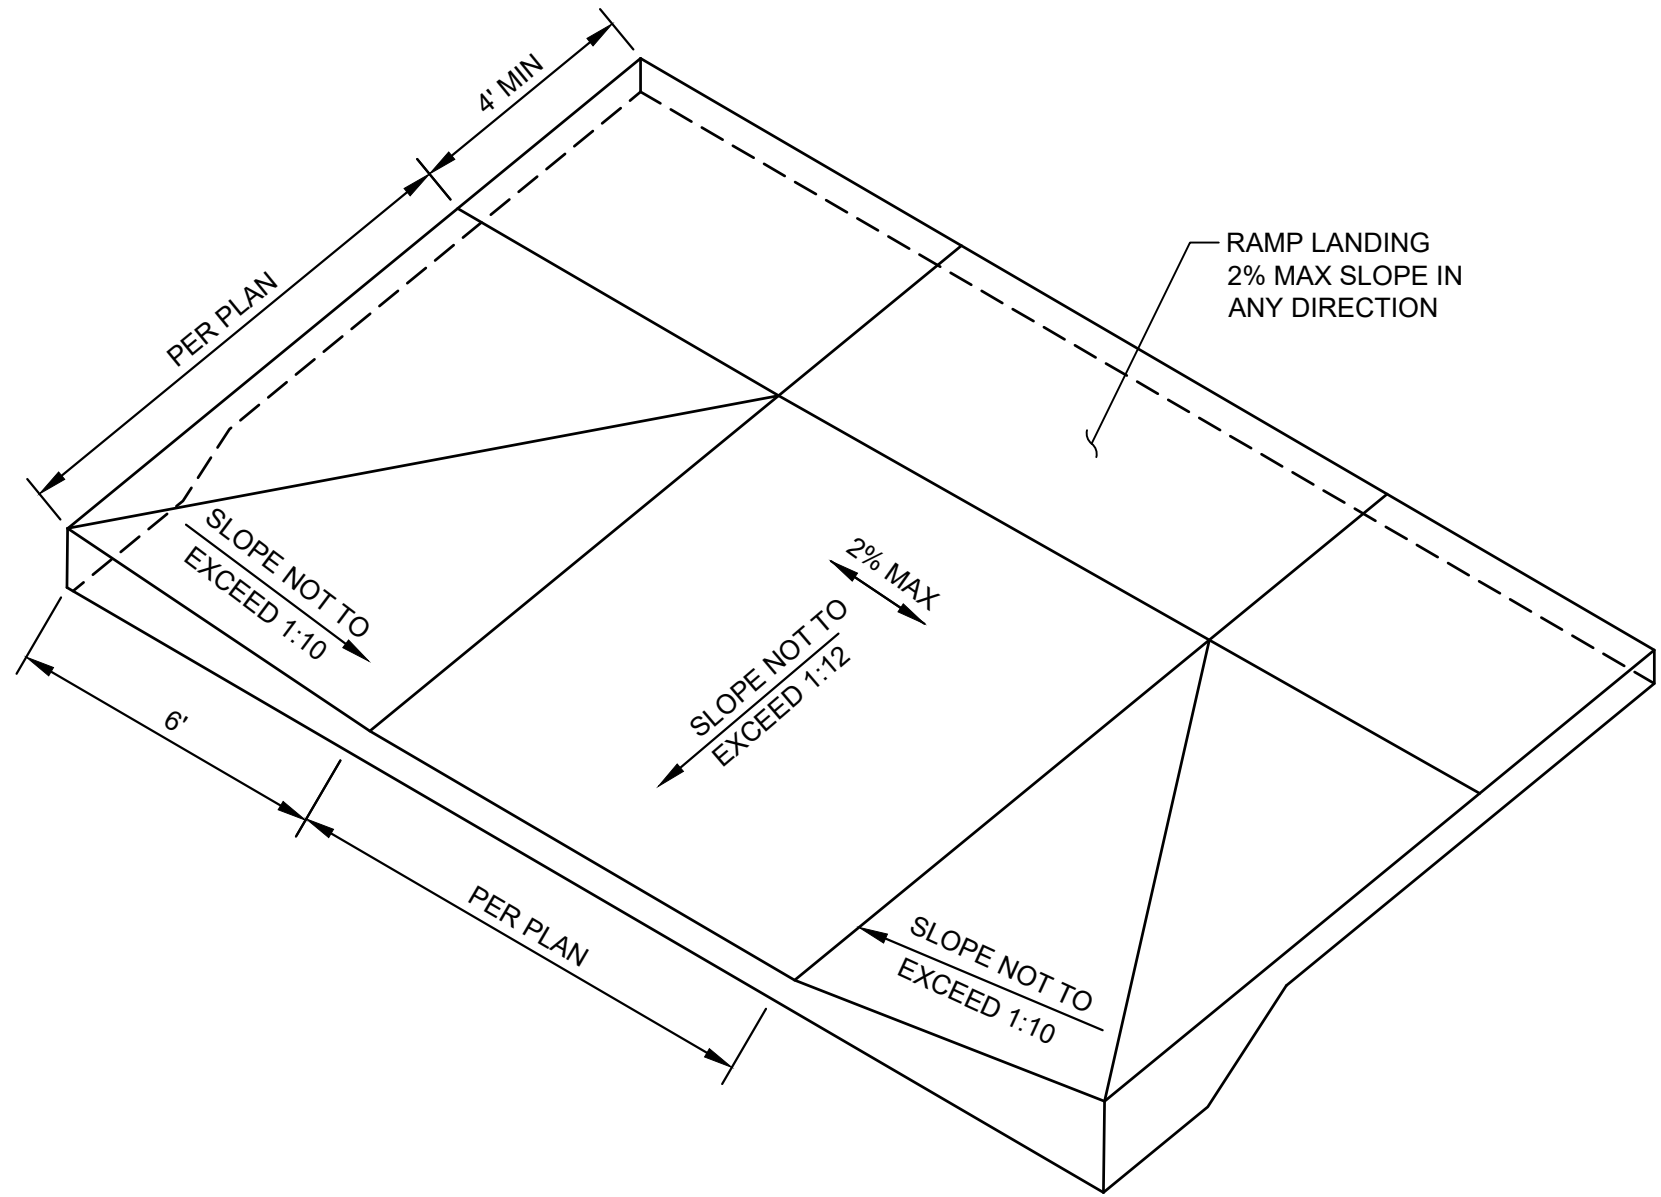 4' MIN
PER PLAN
RAMP LANDING
2% MAX SLOPE IN
ANY DIRECTION
SLOPE NOT TO
EXCEED 1:10
2% MAX
SLOPE NOT TO
EXCEED 1:12
6'
PER PLAN
SLOPE NOT TO
EXCEED 1:10